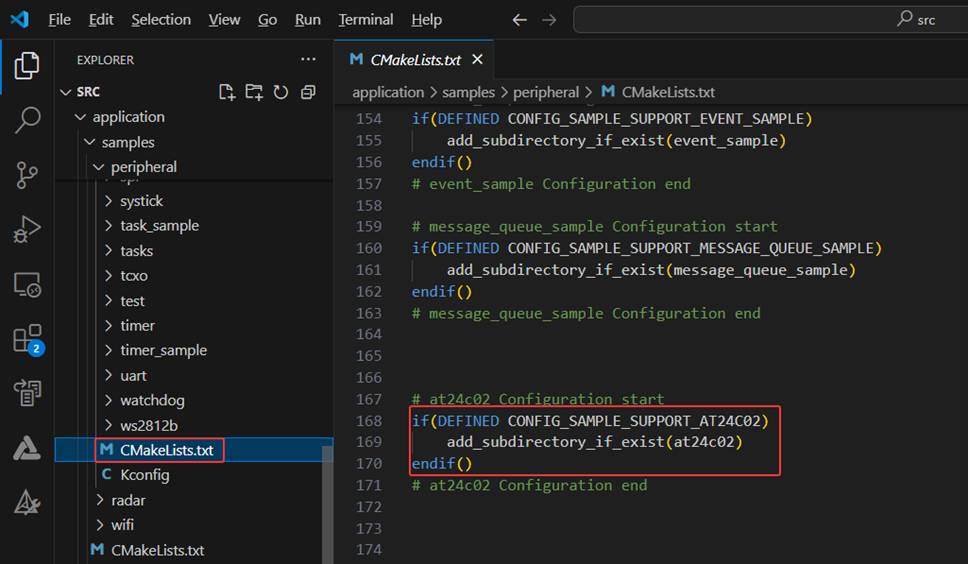 File Edit Selection View Go Run Terminal Help
src
EXPLORER
SRC
application
samples
peripheral
systick
task_sample
tasks
tcxo
test
timer
timer_sample
uart
watchdog
ws2812b
CMakeLists.txt
Kconfig
radar
wifi
CMakeLists.txt
2
CMakeLists.txt
application > samples > peripheral > CMakeLists.txt
154 if(DEFINED CONFIG_SAMPLE_SUPPORT_EVENT_SAMPLE)
155 add_subdirectory_if_exist(event_sample)
156 endif()
157 # event_sample Configuration end
158
159 # message_queue_sample Configuration start
160 if(DEFINED CONFIG_SAMPLE_SUPPORT_MESSAGE_QUEUE_SAMPLE)
161 add_subdirectory_if_exist(message_queue_sample)
162 endif()
163 # message_queue_sample Configuration end
164
165
166
167 # at24c02 Configuration start
168 if(DEFINED CONFIG_SAMPLE_SUPPORT_AT24C02)
169 add_subdirectory_if_exist(at24c02)
170 endif()
171 # at24c02 Configuration end
172
173
174